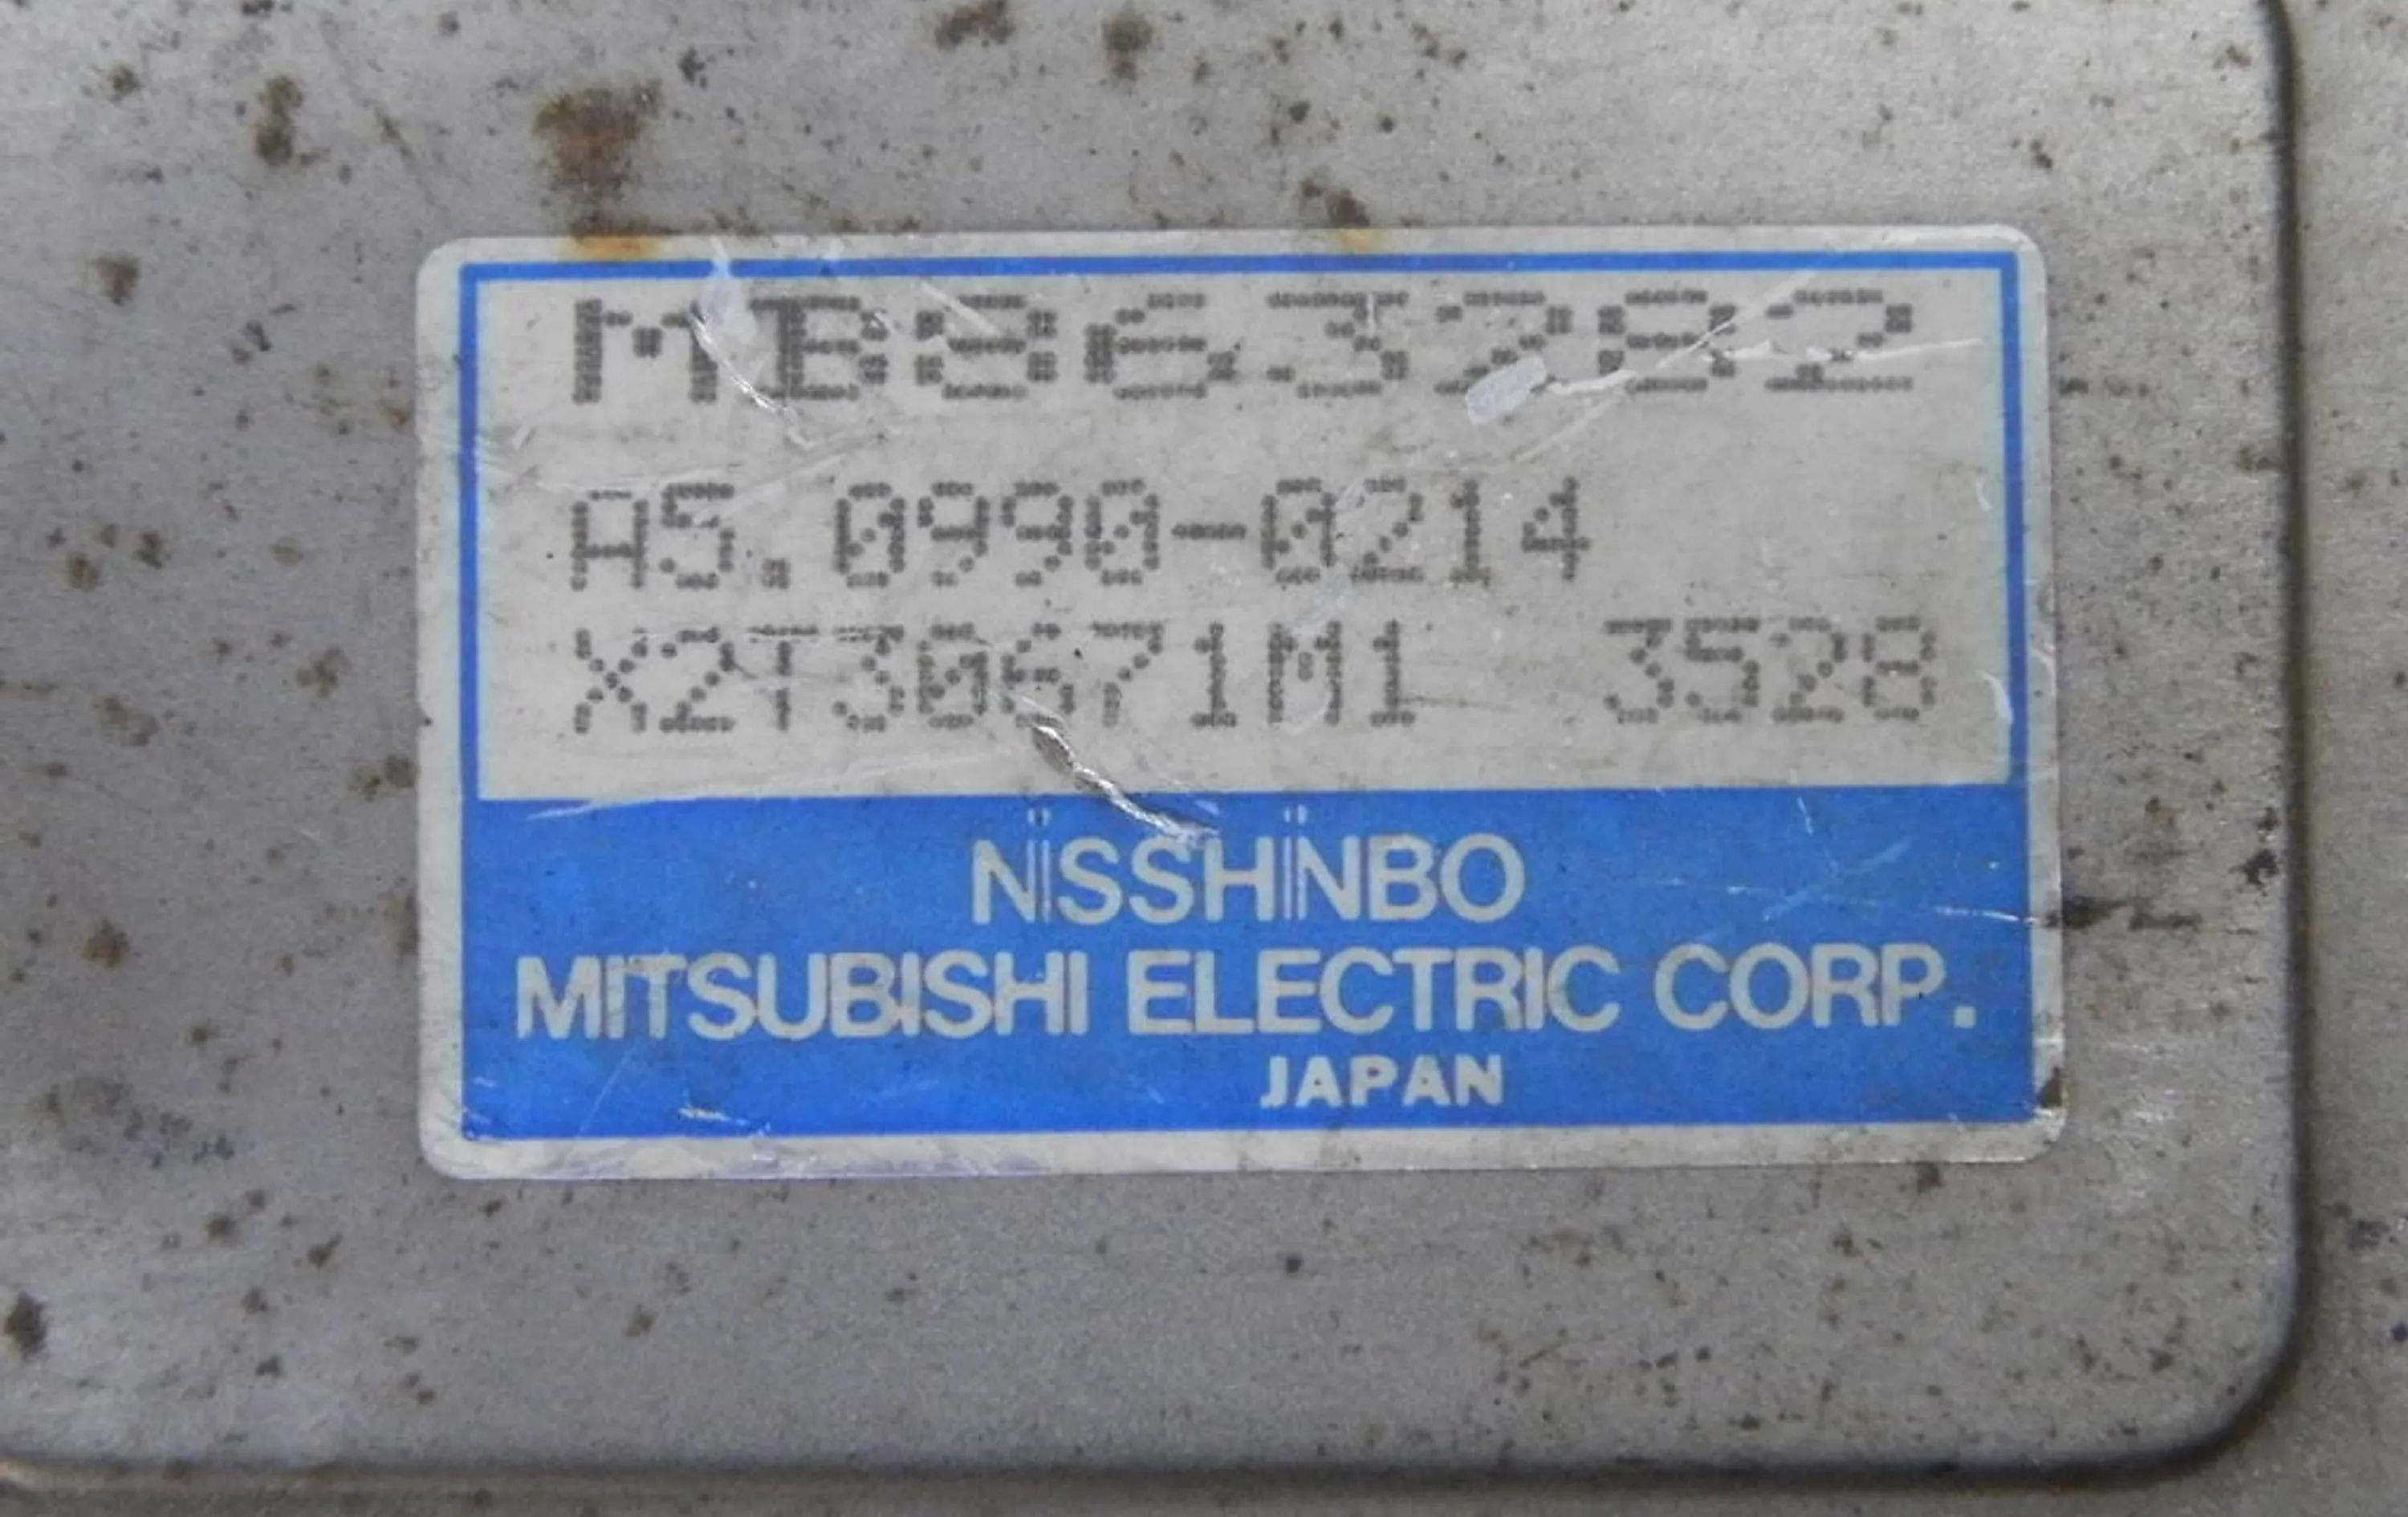 MB863782
A5.0990-0214
X2T30671M1 3528
NISSHINBO
MITSUBISHI ELECTRIC CORP.
JAPAN